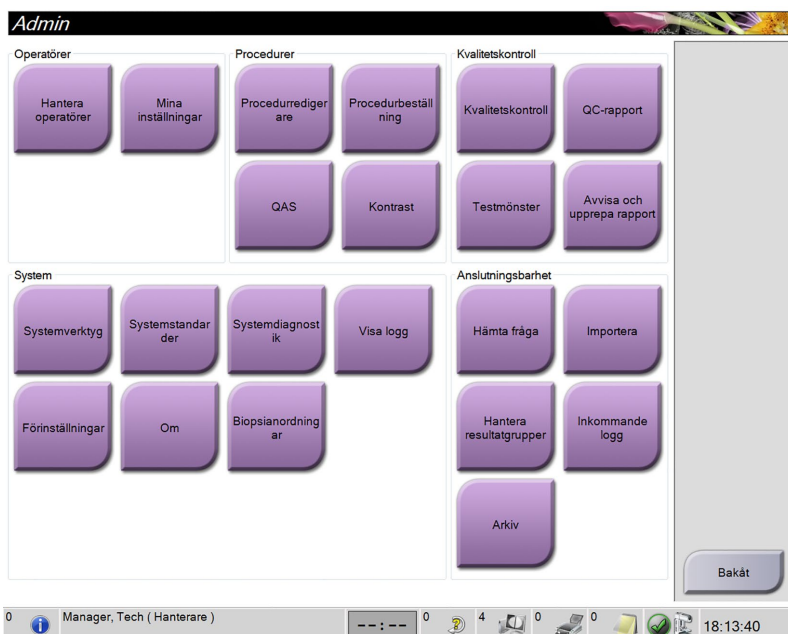 Admin
Operatörer
Hantera
operatörer
Mina
inställningar
Procedurer
Procedurrediger
are
Procedurbeställ
ning
QAS
Kontrast
Kvalitetskontroll
Kvalitetskontroll
QC-rapport
Testmönster
Avvisa och
upprepa rapport
System
Systemverktyg
Systemstandar
der
Systemdiagnost
ik
Visa logg
Förinställningar
Om
Biopsianordning
ar
Anslutningsbarhet
Hämta fråga
Importera
Hantera
resultatgrupper
Inkommande
logg
Arkiv
Bakåt
0
Manager, Tech ( Hanterare )
--:--
0
4
0
0
18:13:40